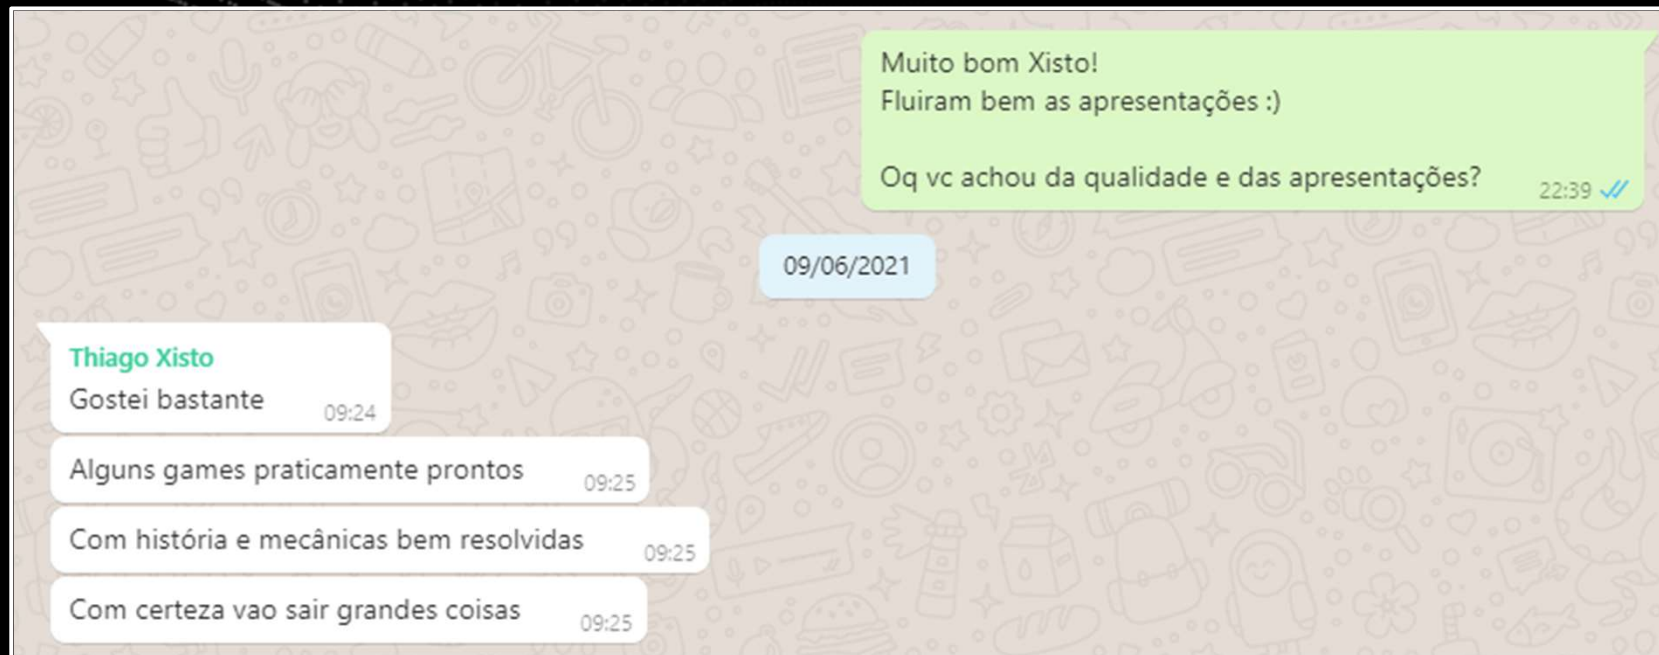 Muito bom Xisto!
Fluiram bem as apresentações :)
Oq vc achou da qualidade e das apresentações?
22:39
09/06/2021
Thiago Xisto
Gostei bastante
09:24
Alguns games praticamente prontos
09:25
Com história e mecânicas bem resolvidas
09:25
Com certeza vao sair grandes coisas
09:25